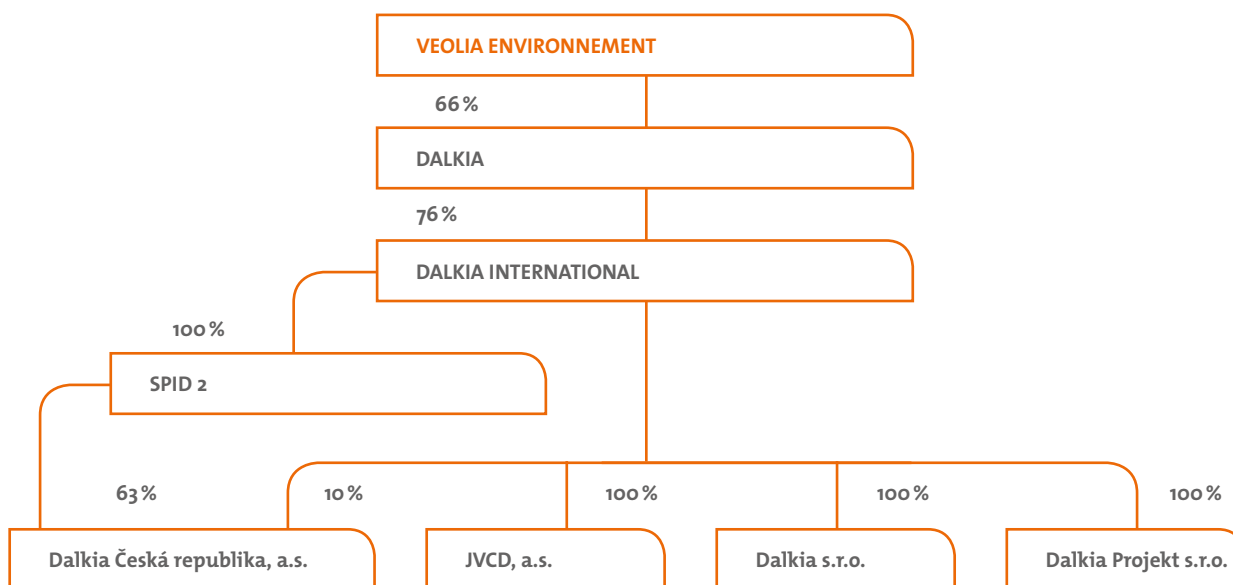 VEOLIA ENVIRONNEMENT
66 %
DALKIA
76 %
DALKIA INTERNATIONAL
100 %
SPID 2
63 %
10 %
100 %
100 %
100 %
Dalkia Česká republika, a.s.
JVCD, a.s.
Dalkia s.r.o.
Dalkia Projekt s.r.o.